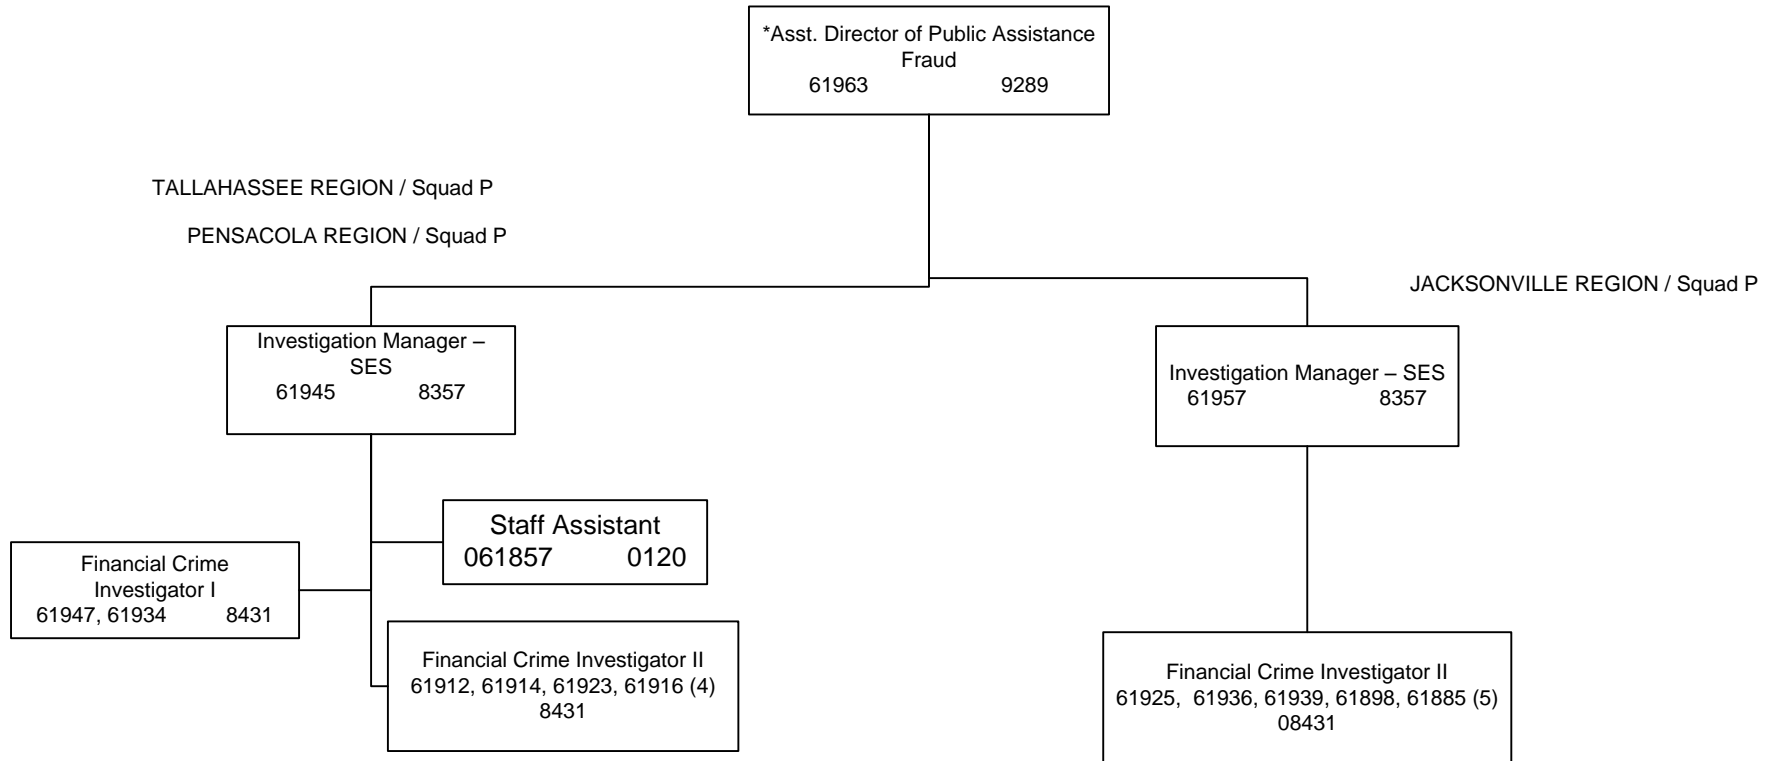 *Asst. Director of Public Assistance
Fraud
61963 9289
TALLAHASSEE REGION / Squad P
PENSACOLA REGION / Squad P
JACKSONVILLE REGION / Squad P
Investigation Manager –
SES
61945 8357
Investigation Manager – SES
61957 8357
Staff Assistant
061857 0120
Financial Crime
Investigator I
61947, 61934 8431
Financial Crime Investigator II
61912, 61914, 61923, 61916 (4)
8431
Financial Crime Investigator II
61925, 61936, 61939, 61898, 61885 (5)
08431